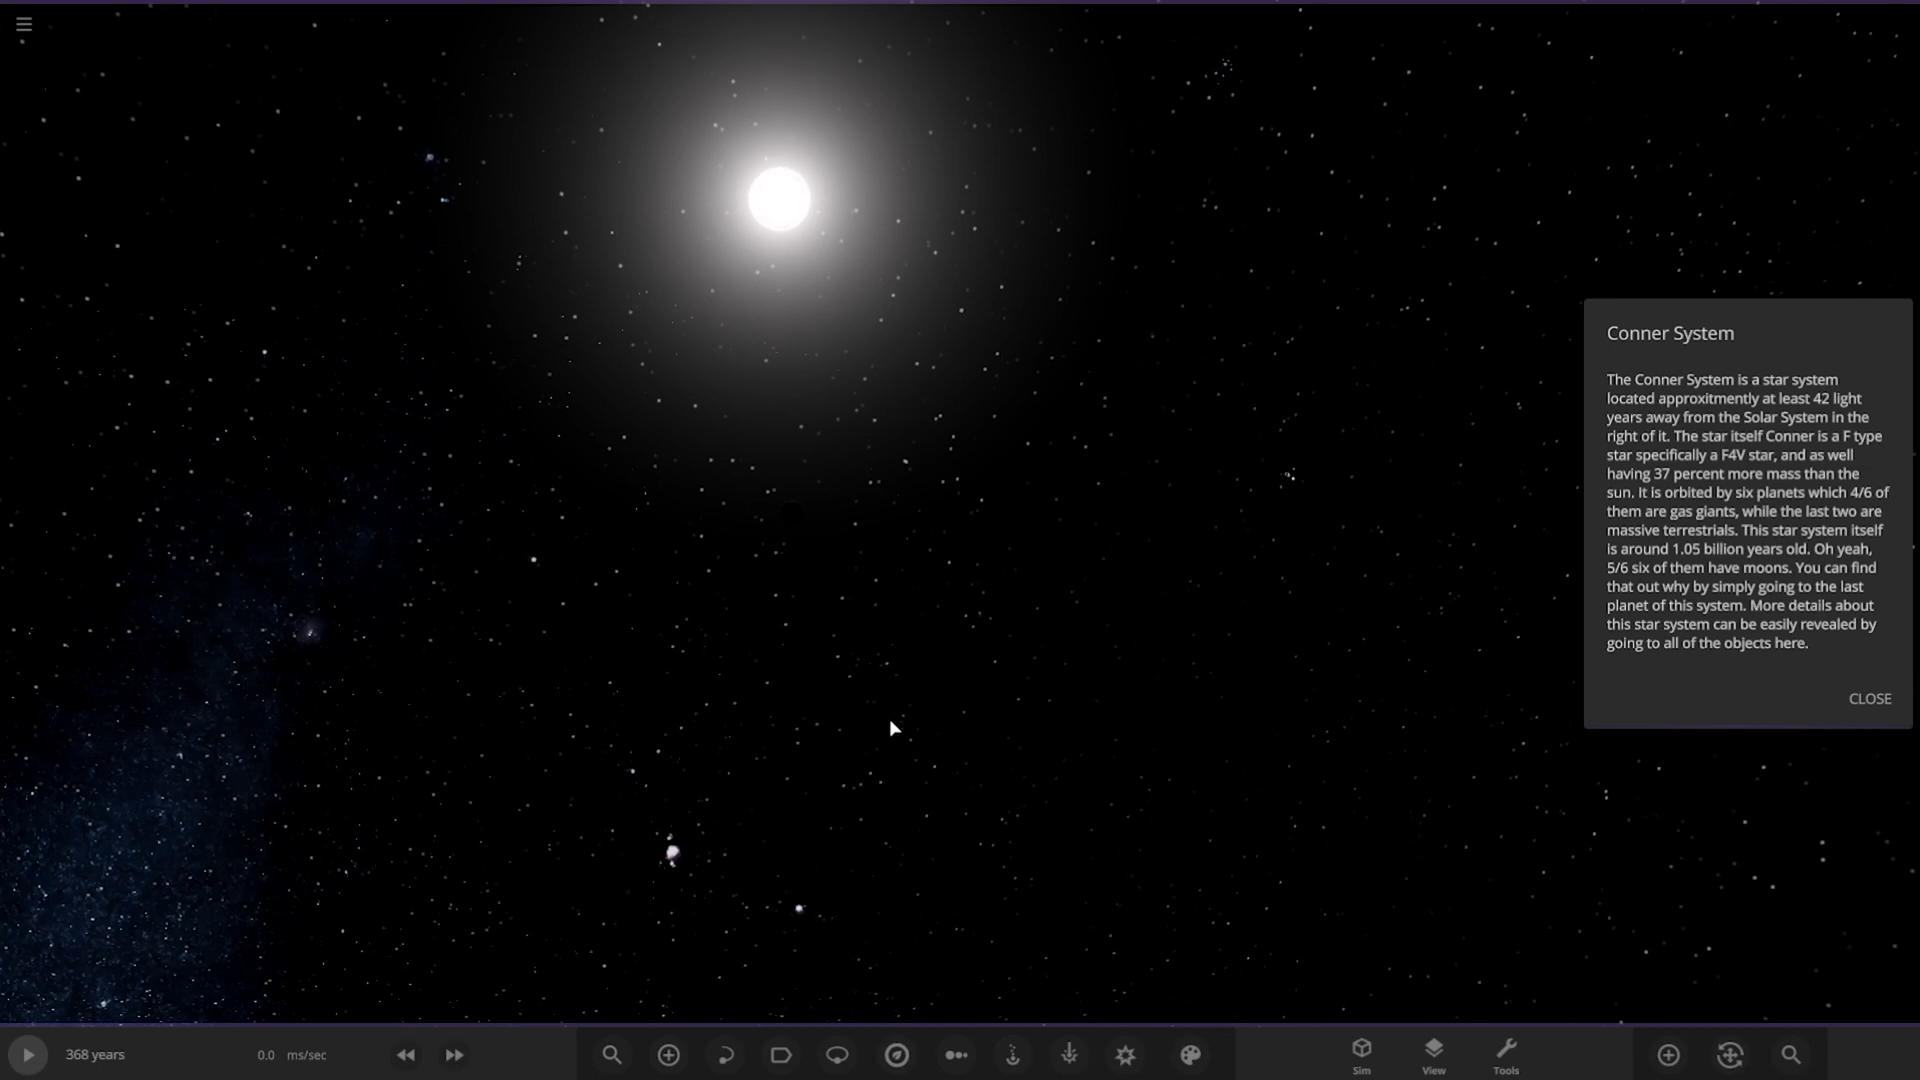 Conner System
The Conner System is a star system
located approxitmently at least 42 light
years away from the Solar System in the
right of it. The star itself Conner is a F type
star specifically a F4V star, and as well
having 37 percent more mass than the
sun. It is orbited by six planets which 4/6 of
them are gas giants, while the last two are
massive terrestrials. This star system itself
is around 1.05 billion years old. Oh yeah,
5/6 six of them have moons. You can find
that out why by simply going to the last
planet of this system. More details about
this star system can be easily revealed by
going to all of the objects here.
CLOSE
368 years
0.0 ms/sec
Sim
View
Tools